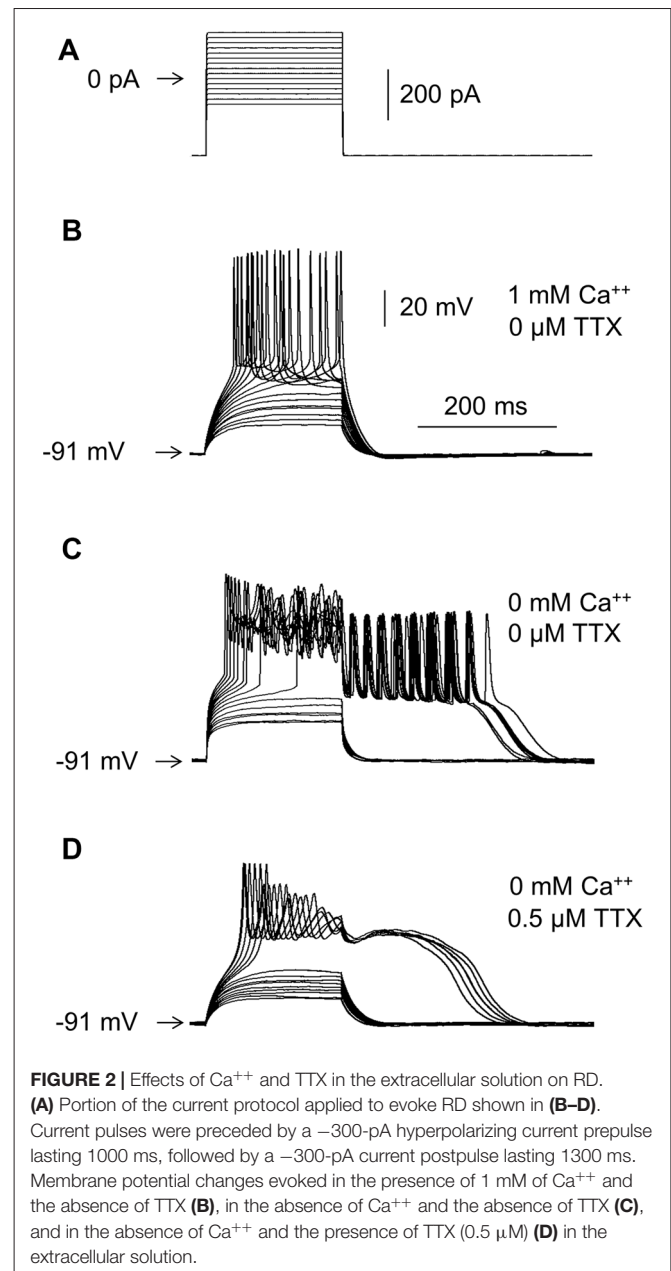 A
0 pA →
200 pA
B
20 mV
1 mM Ca⁺⁺
0 µM TTX
200 ms
-91 mV →
C
0 mM Ca⁺⁺
0 µM TTX
-91 mV →
D
0 mM Ca⁺⁺
0.5 µM TTX
-91 mV →
FIGURE 2 | Effects of Ca⁺⁺ and TTX in the extracellular solution on RD.
(A) Portion of the current protocol applied to evoke RD shown in (B–D).
Current pulses were preceded by a −300-pA hyperpolarizing current prepulse
lasting 1000 ms, followed by a −300-pA current postpulse lasting 1300 ms.
Membrane potential changes evoked in the presence of 1 mM of Ca⁺⁺ and
the absence of TTX (B), in the absence of Ca⁺⁺ and the absence of TTX (C),
and in the absence of Ca⁺⁺ and the presence of TTX (0.5 µM) (D) in the
extracellular solution.